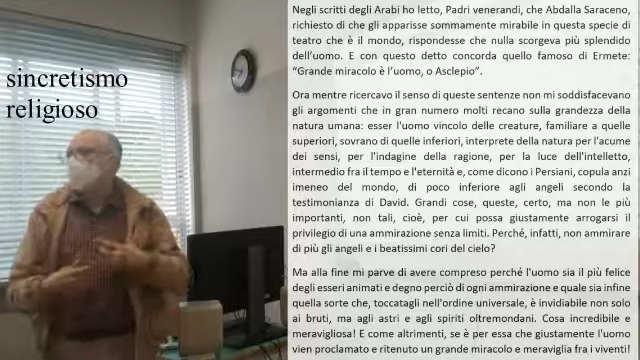 sincretismo
religioso
Negli scritti degli Arabi ho letto, Padri venerandi, che Abdalla Saraceno,
richiesto di che gli apparisse sommamente mirabile in questa specie di
teatro che è il mondo, rispondesse che nulla scorgeva più splendido
dell'uomo. E con questo detto concorda quello famoso di Ermete:
“Grande miracolo è l'uomo, o Asclepio”.
Ora mentre ricercavo il senso di queste sentenze non mi soddisfacevano
gli argomenti che in gran numero molti recano sulla grandezza della
natura umana: esser l'uomo vincolo delle creature, familiare a quelle
superiori, sovrano di quelle inferiori, interprete della natura per l'acume
dei sensi, per l'indagine della ragione, per la luce dell'intelletto,
intermedio fra il tempo e l'eternità e, come dicono i Persiani, copula anzi
imeneo del mondo, di poco inferiore agli angeli secondo la
testimonianza di David. Grandi cose, queste, certo, ma non le più
importanti, non tali, cioè, per cui possa giustamente arrogarsi il
privilegio di una ammirazione senza limiti. Perché, infatti, non ammirare
di più gli angeli e i beatissimi cori del cielo?
Ma alla fine mi parve di avere compreso perché l'uomo sia il più felice
degli esseri animati e degno perciò di ogni ammirazione e quale sia infine
quella sorte che, toccatagli nell'ordine universale, è invidiabile non solo
ai bruti, ma agli astri e agli spiriti oltremondani. Cosa incredibile e
meravigliosa! E come altrimenti, se è per essa che giustamente l'uomo
vien proclamato e ritenuto un grande miracolo e meraviglia fra i viventi!